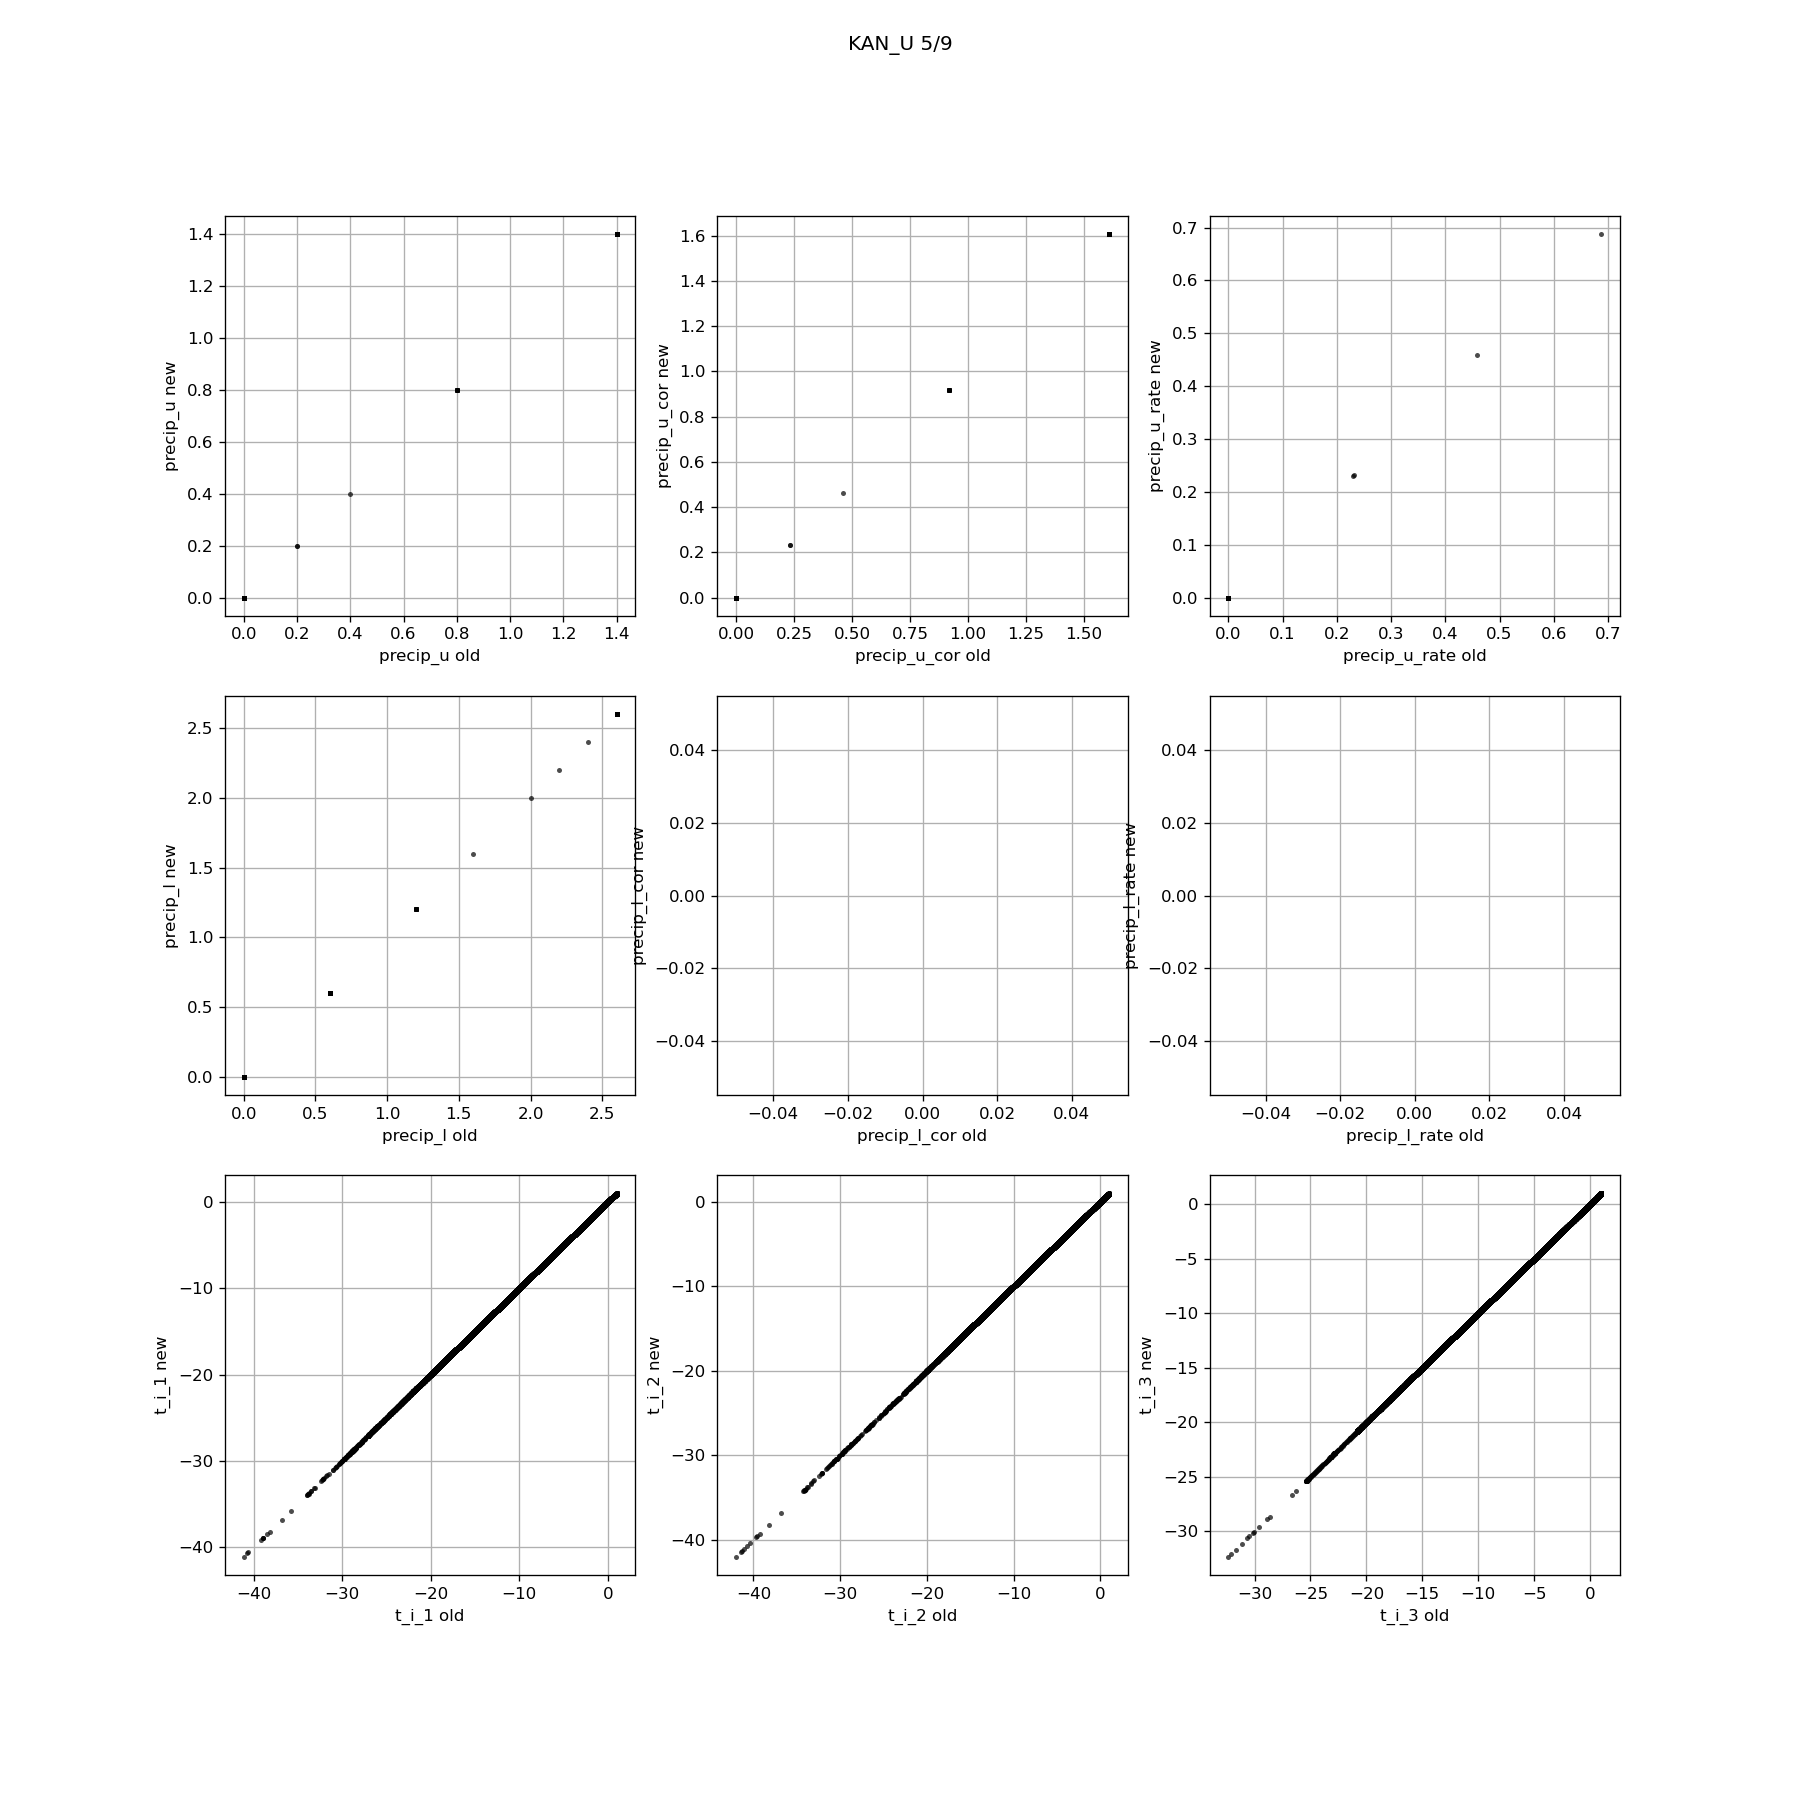 KAN_U 5/9
1.4
1.2
1.0
0.8
0.6
0.4
0.2
0.0
precip_u new
0.0 0.2 0.4 0.6 0.8 1.0 1.2 1.4
precip_u old
1.6
1.4
1.2
1.0
0.8
0.6
0.4
0.2
0.0
precip_u_cor new
0.00 0.25 0.50 0.75 1.00 1.25 1.50
precip_u_cor old
0.7
0.6
0.5
0.4
0.3
0.2
0.1
0.0
precip_u_rate new
0.0 0.1 0.2 0.3 0.4 0.5 0.6 0.7
precip_u_rate old
2.5
2.0
1.5
1.0
0.5
0.0
precip_l new
0.0 0.5 1.0 1.5 2.0 2.5
precip_l old
0.04
0.02
0.00
−0.02
−0.04
precip_l_cor new
−0.04 −0.02 0.00 0.02 0.04
precip_l_cor old
0.04
0.02
0.00
−0.02
−0.04
precip_l_rate new
−0.04 −0.02 0.00 0.02 0.04
precip_l_rate old
0
−10
−20
−30
−40
t_i_1 new
−40 −30 −20 −10 0
t_i_1 old
0
−10
−20
−30
−40
t_i_2 new
−40 −30 −20 −10 0
t_i_2 old
0
−5
−10
−15
−20
−25
−30
t_i_3 new
−30 −25 −20 −15 −10 −5 0
t_i_3 old